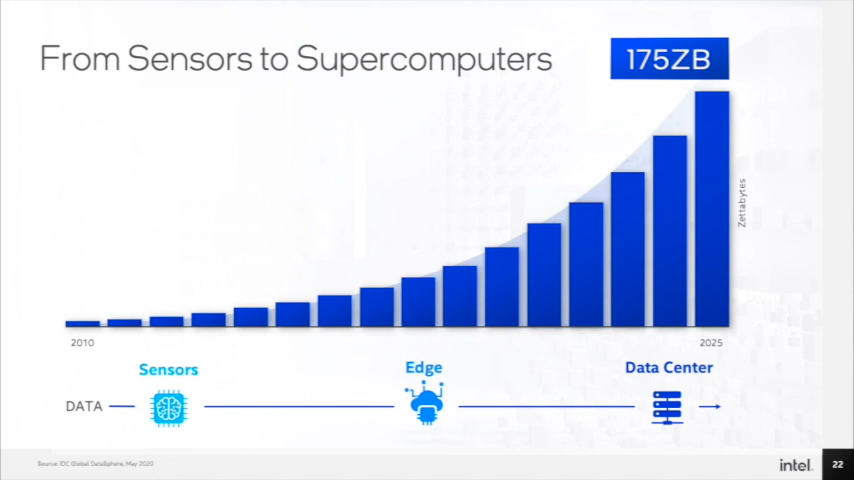 From Sensors to Supercomputers
175ZB
Zettabytes
2010
2025
Sensors
Edge
Data Center
DATA
Source: IDC Global DataSphere, May 2020
intel.
22